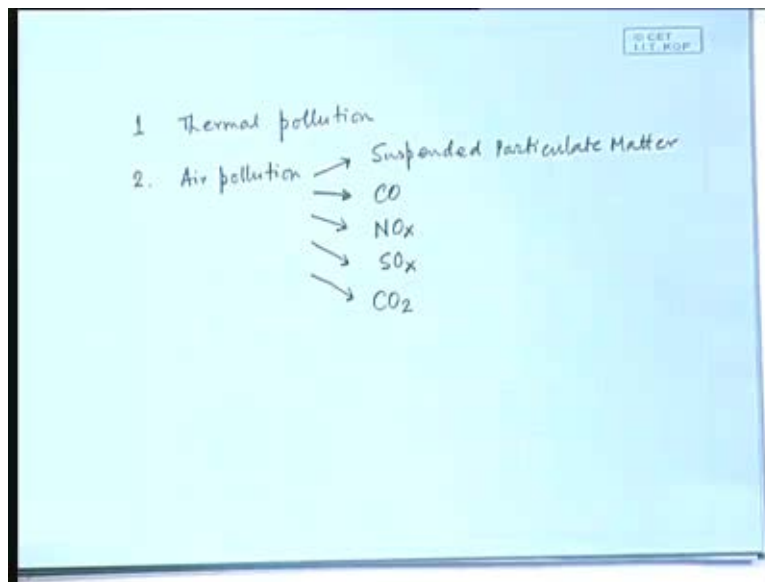 © CET
I.I.T. KGP
1 Thermal pollution
2. Air pollution → Suspended Particulate Matter
→ CO
→ NOx
→ SOx
→ CO2